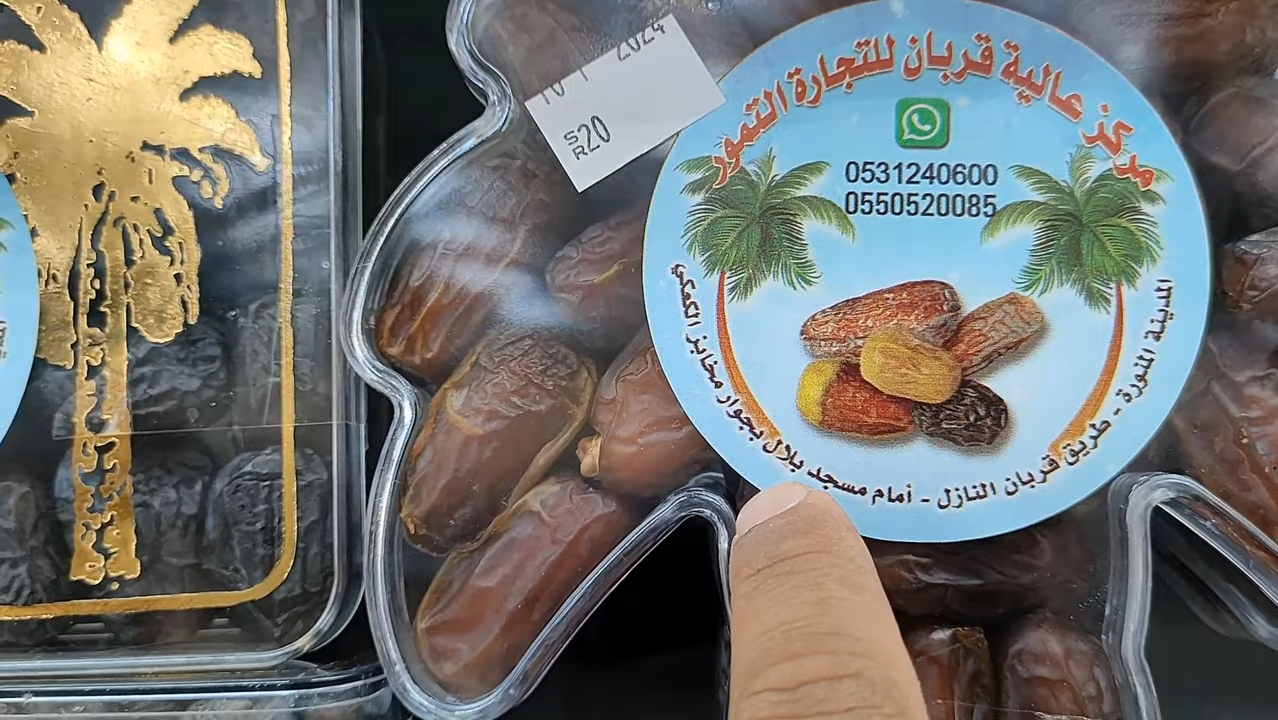 مركز عالية قربان للتجارة التمور
0531240600
0550520085
المدينة المنورة - طريق قربان النازل - أمام مسجد بلال بجوار مخابز الكعكي
2024
SR20